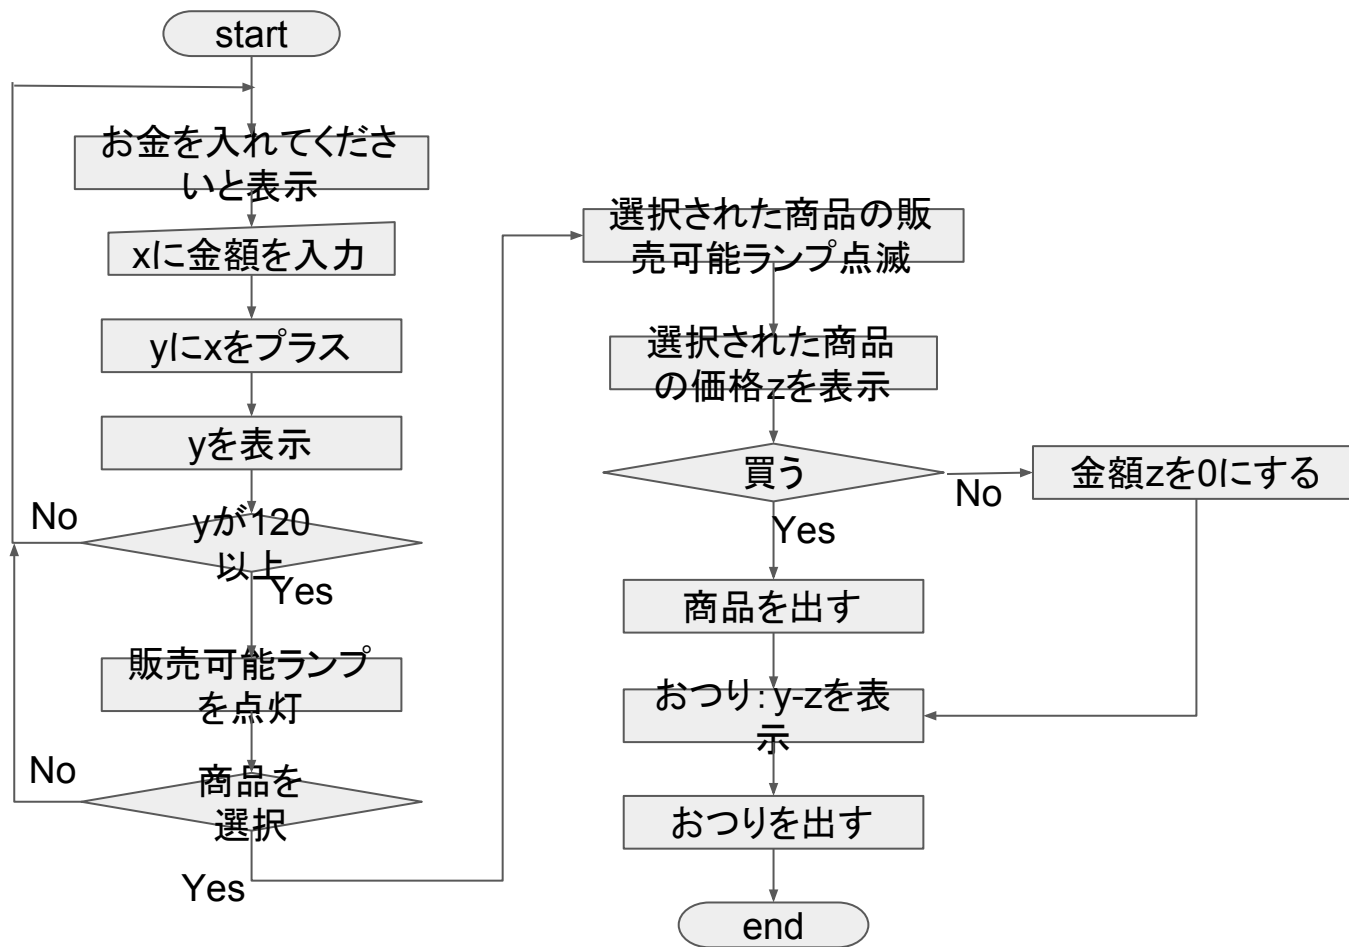 start
お金を入れてくださ
いと表示
xに金額を入力
yにxをプラス
yを表示
No
yが120
以上
Yes
販売可能ランプ
を点灯
No
商品を
選択
Yes
選択された商品の販
売可能ランプ点滅
選択された商品
の価格zを表示
買う
No
金額zを0にする
Yes
商品を出す
おつり：y-zを表
示
おつりを出す
end